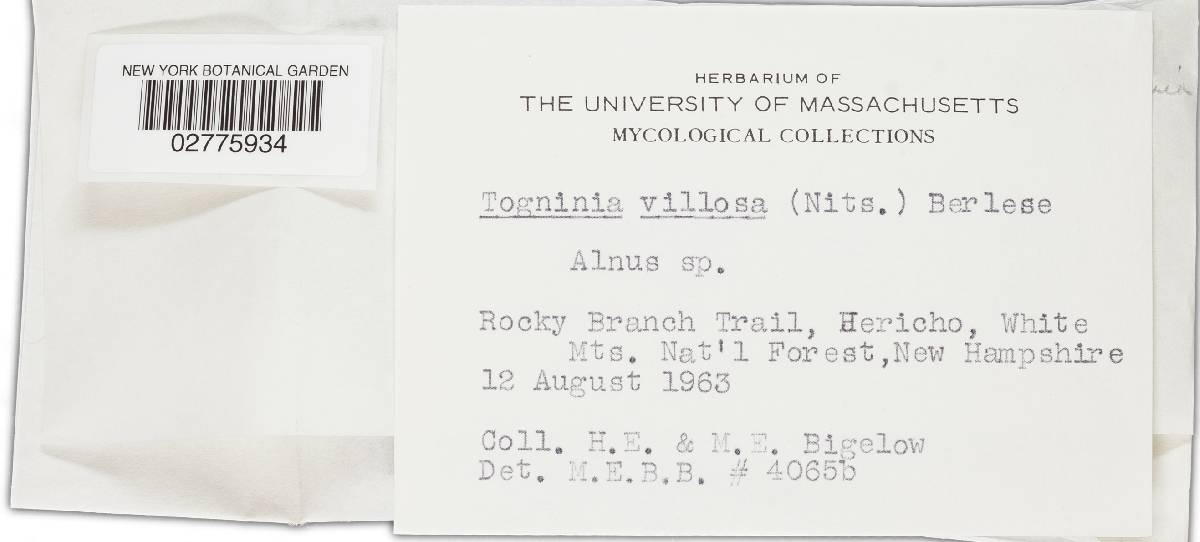 NEW YORK BOTANICAL GARDEN
02775934
HERBARIUM OF
THE UNIVERSITY OF MASSACHUSETTS
MYCOLOGICAL COLLECTIONS
Togninia villosa (Nits.) Berlese
Alnus sp.
Rocky Branch Trail, Hericho, White
Mts. Nat'l Forest,New Hampshire
12 August 1963
Coll. H.E. & M.E. Bigelow
Det. M.E.B.B. # 4065b